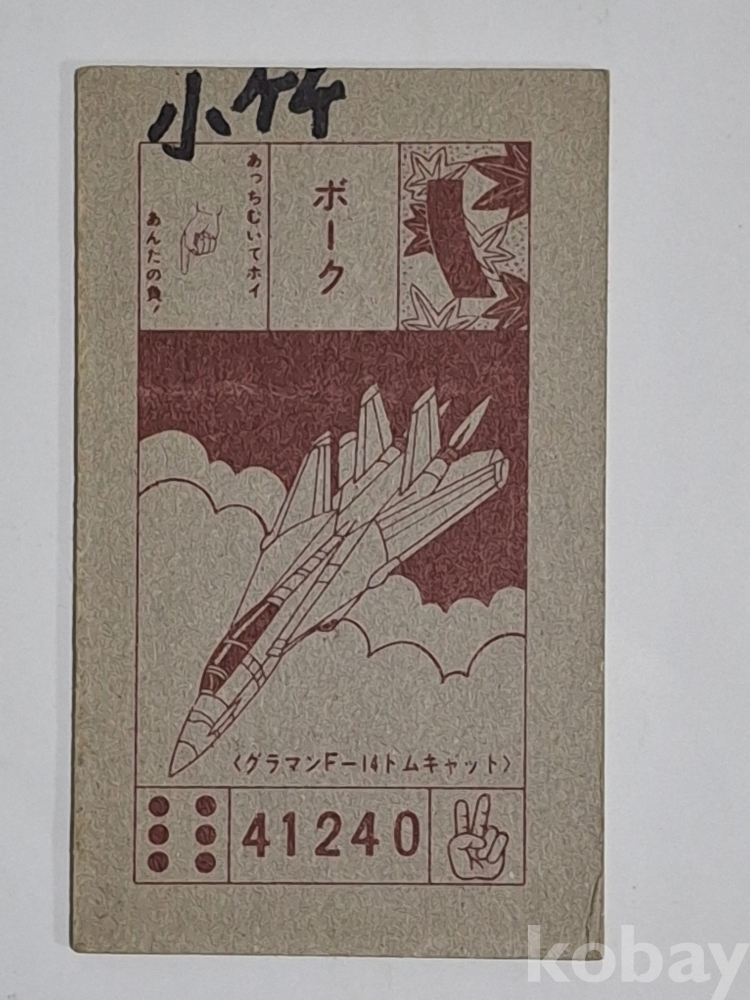 小竹
あっちむいてホイ
あんたの負!
ボーク
〈グラマンF-14トムキャット〉
41240
kobay